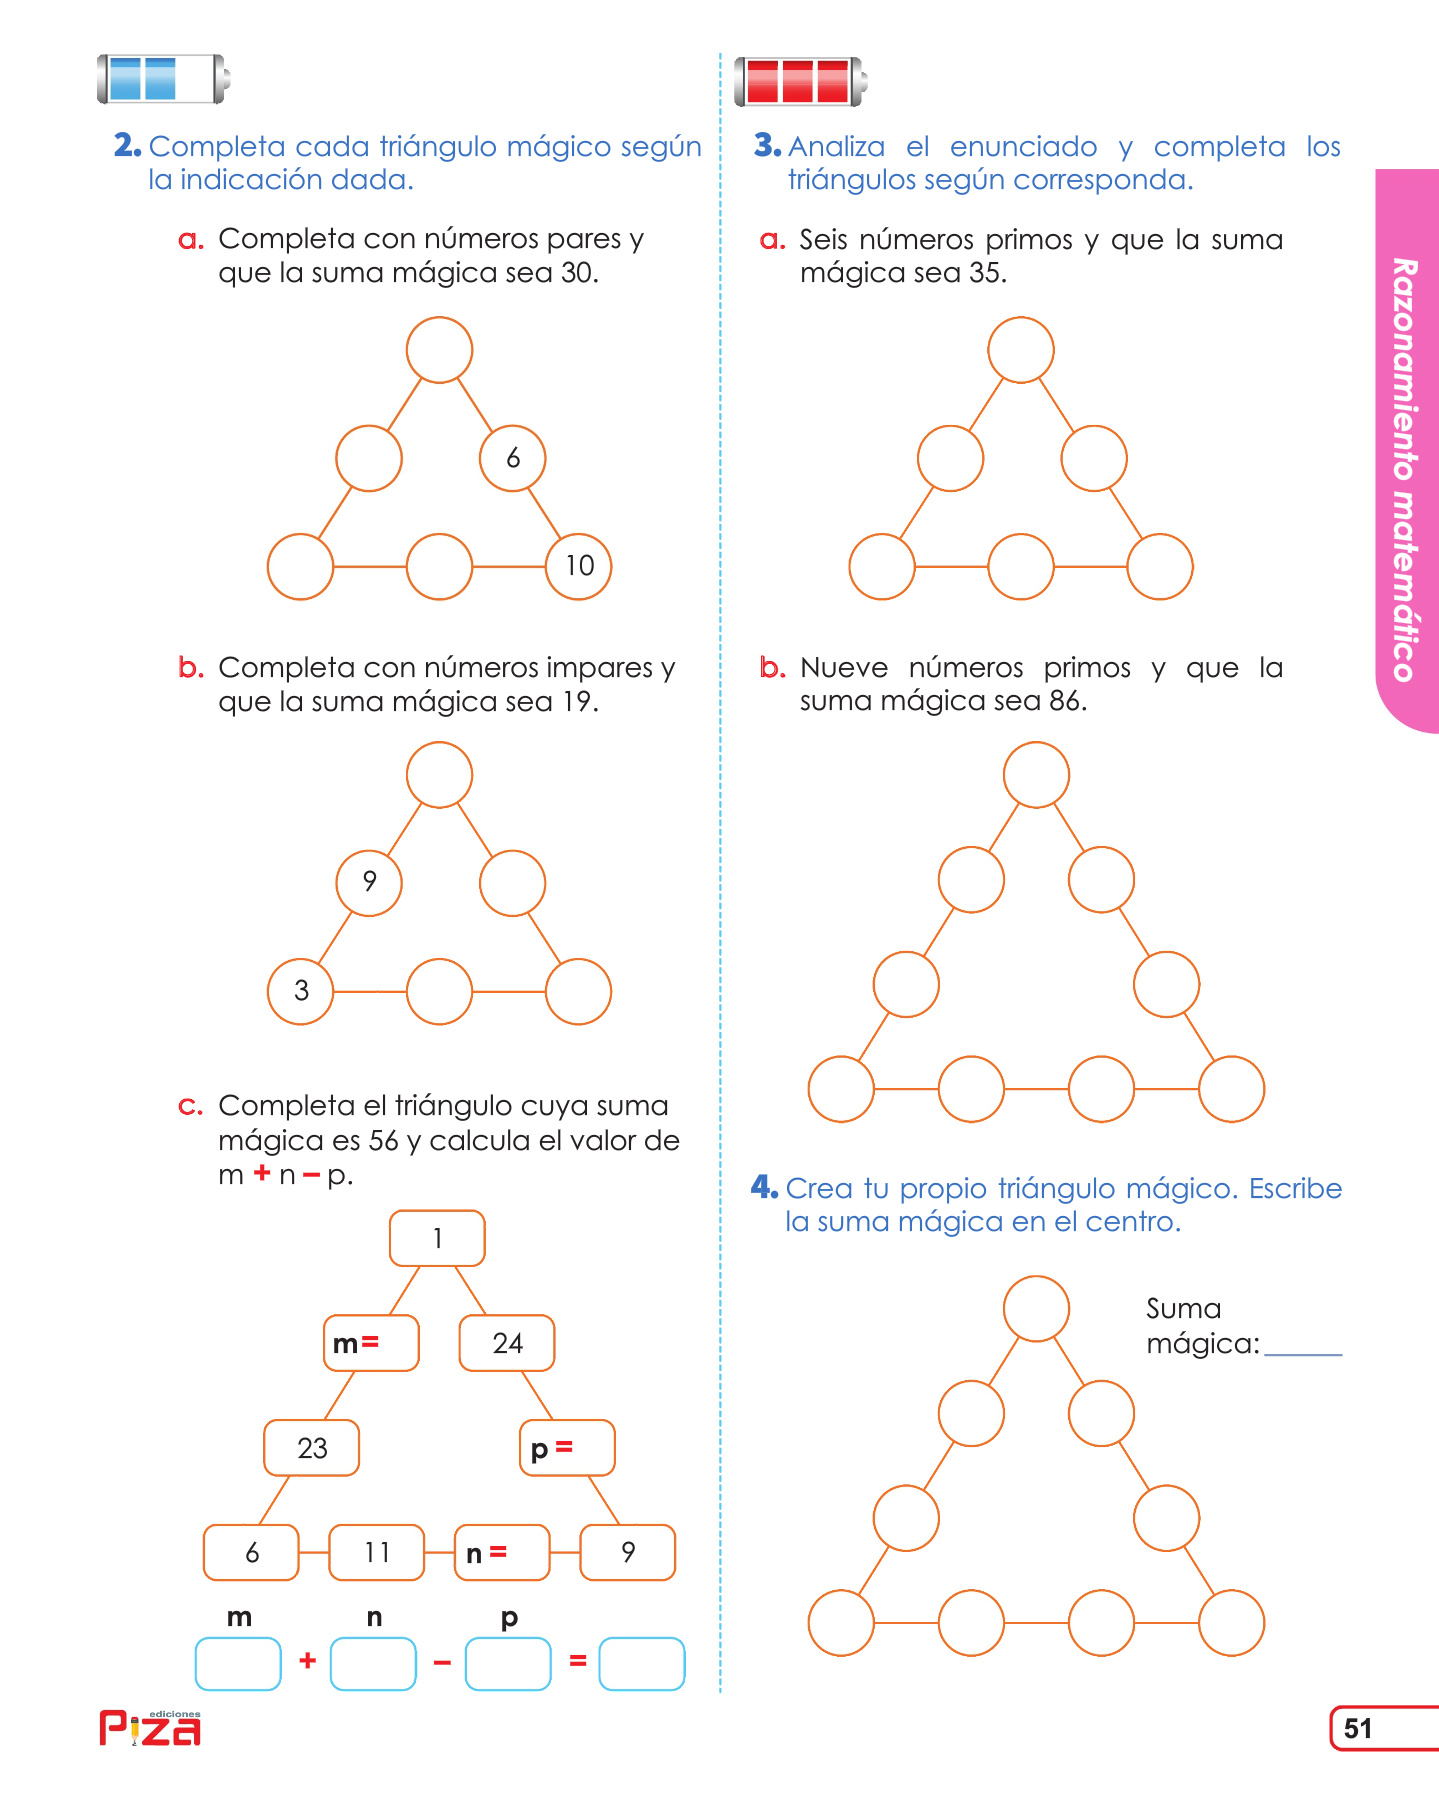 2. Completa cada triángulo mágico según
la indicación dada.
a. Completa con números pares y
que la suma mágica sea 30.
6
10
b. Completa con números impares y
que la suma mágica sea 19.
9
3
c. Completa el triángulo cuya suma
mágica es 56 y calcula el valor de
m + n – p.
1
m= 24
23 p =
6 11 n = 9
m n p
+ – =
ediciones
Piza
3. Analiza el enunciado y completa los
triángulos según corresponda.
a. Seis números primos y que la suma
mágica sea 35.
b. Nueve números primos y que la
suma mágica sea 86.
4. Crea tu propio triángulo mágico. Escribe
la suma mágica en el centro.
Suma
mágica:______
Razonamiento matemático
51